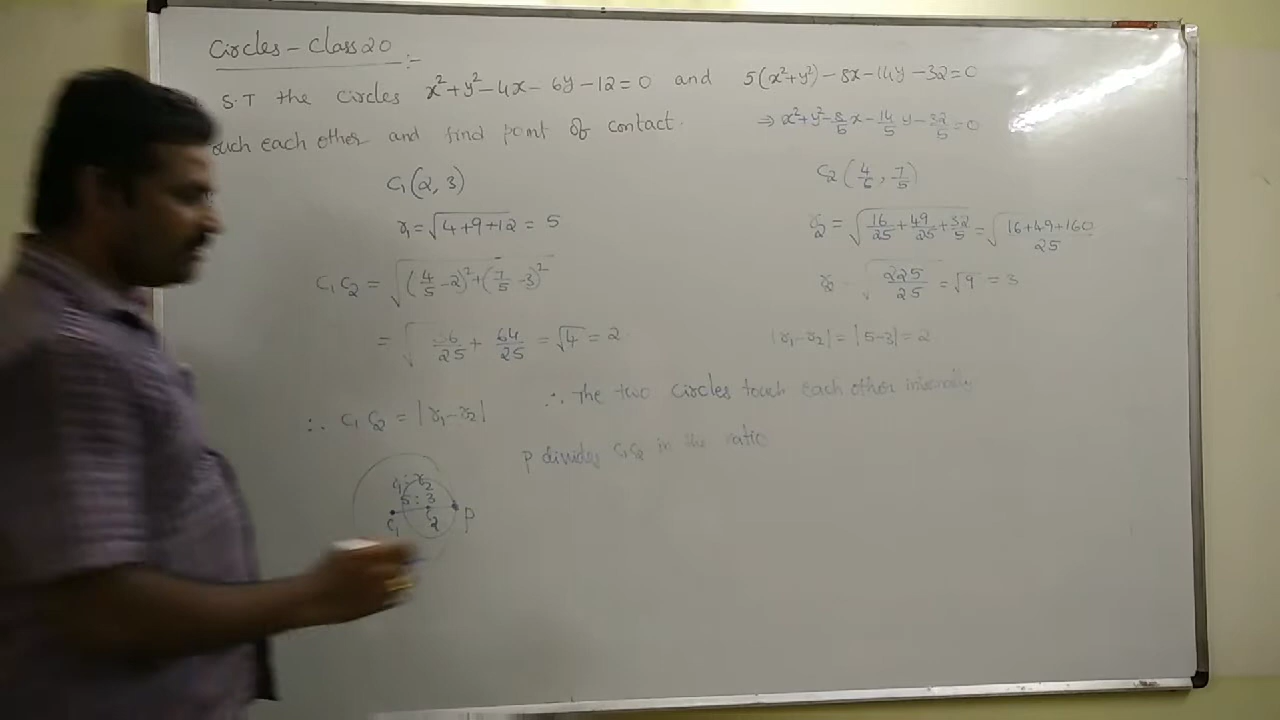 Circles - Class 20 :-
S.T the circles x²+y²-4x-6y-12=0 and 5(x²+y²)-8x-14y-32=0
ouch each other and find point of contact. ⇒ x²+y²-8/5 x-14/5 y-32/5=0
C₁(2, 3)
C₂(4/6, 7/5)
r₁=√4+9+12 = 5
r₂=√16/25+49/25+32/5=√16+49+160/25
C₁C₂ = √(4/5-2)²+(7/5-3)²
√225/25 = √9 = 3
= √36/25 + 64/25 = √4 = 2
|r₁-r₂| = |5-3| = 2
∴ C₁C₂ = |r₁-r₂|
∴ The two circles touch each other internally
P divides C₁C₂ in the ratio
r₁ : r₂
5 : 3
C₁ C₂ P